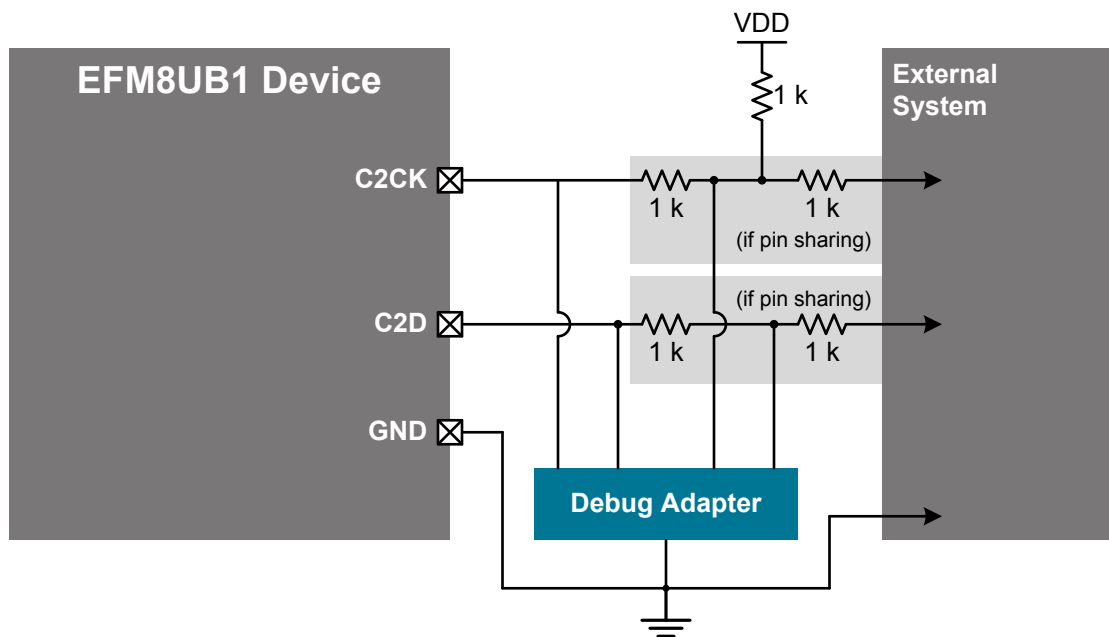 VDD
EFM8UB1 Device
External
System
1 k
C2CK
1 k
1 k
(if pin sharing)
(if pin sharing)
C2D
1 k
1 k
GND
Debug Adapter